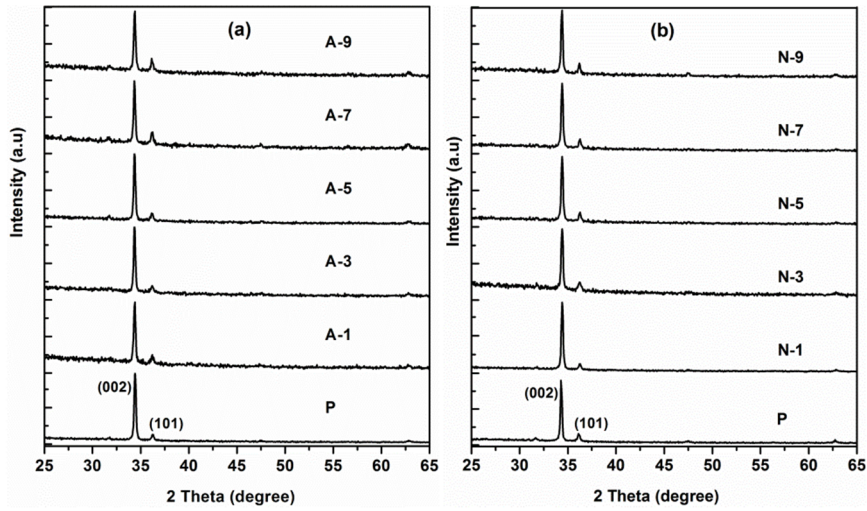 (a)
A-9
A-7
A-5
A-3
A-1
(002)
(101)
P
Intensity (a.u)
25 30 35 40 45 50 55 60 65
2 Theta (degree)
(b)
N-9
N-7
N-5
N-3
N-1
(002)
(101)
P
Intensity (a.u)
25 30 35 40 45 50 55 60 65
2 Theta (degree)